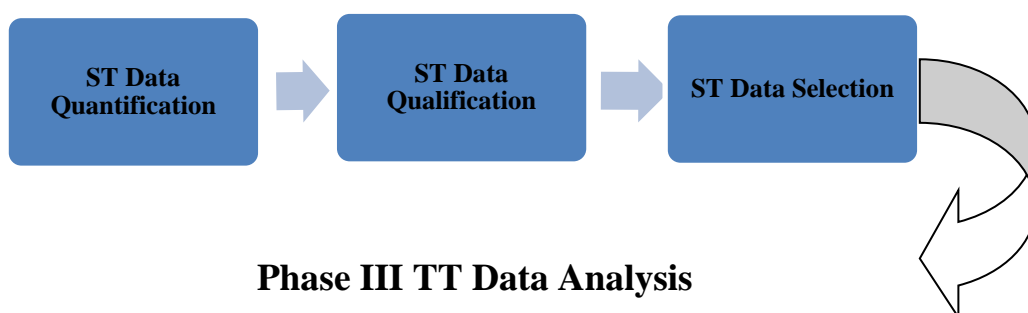 ST Data
Quantification
ST Data
Qualification
ST Data Selection
Phase III TT Data Analysis